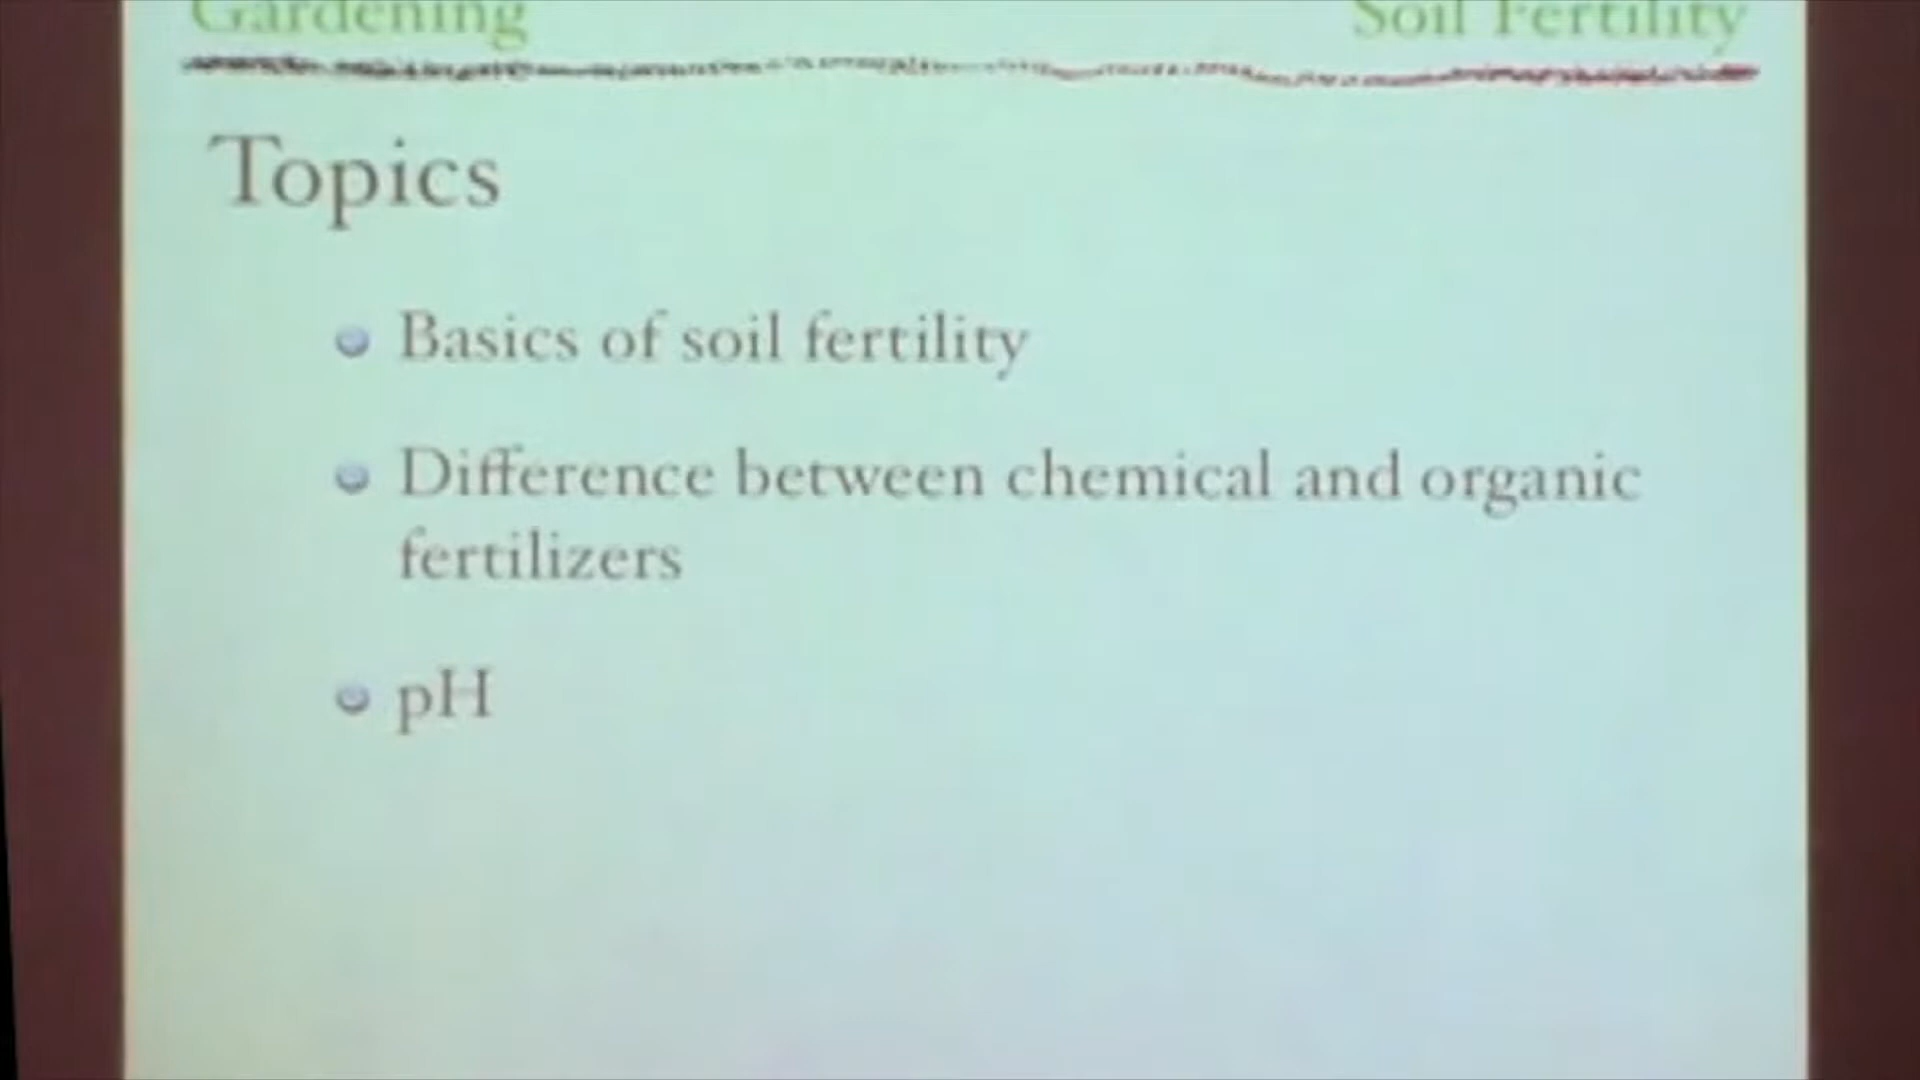 Gardening Soil Fertility
Topics
Basics of soil fertility
Difference between chemical and organic
fertilizers
pH